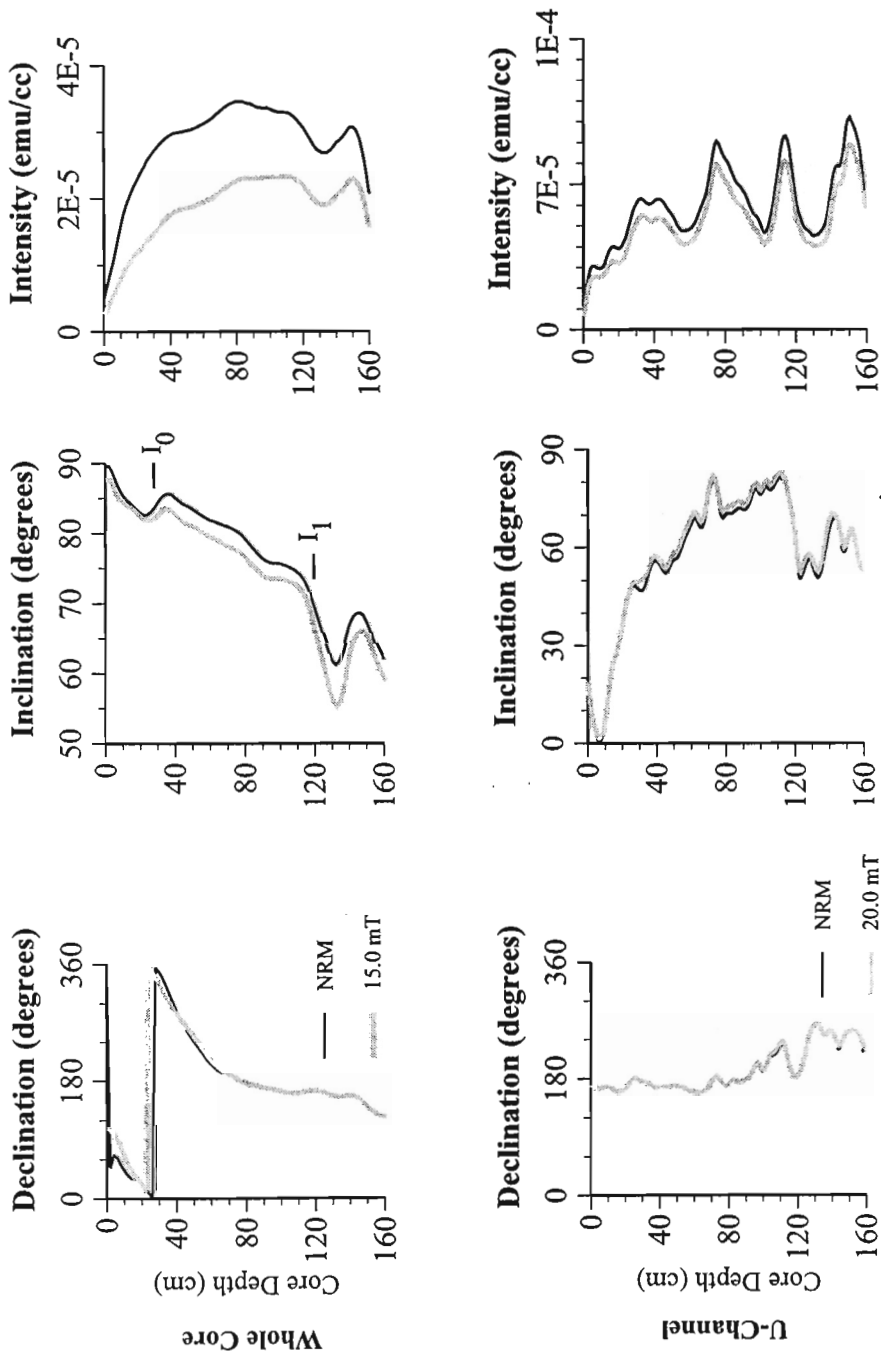 Whole Core
Core Depth (cm)
0
40
80
120
160
Declination (degrees)
0
180
360
NRM
15.0 mT
Inclination (degrees)
50
60
70
80
90
0
40
80
120
160
I0
I1
Intensity (emu/cc)
0
2E-5
4E-5
0
40
80
120
160
U-Channel
Core Depth (cm)
0
40
80
120
160
Declination (degrees)
0
180
360
NRM
20.0 mT
Inclination (degrees)
0
30
60
90
0
40
80
120
160
Intensity (emu/cc)
0
7E-5
1E-4
0
40
80
120
160